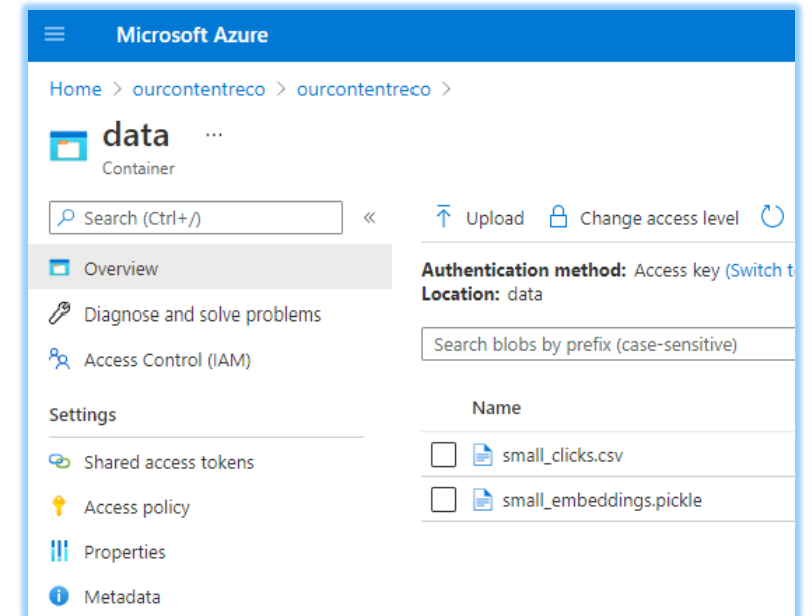 Microsoft Azure
Home > ourcontentreco > ourcontentreco >
data ...
Container
Search (Ctrl+/)
«
Overview
Diagnose and solve problems
Access Control (IAM)
Settings
Shared access tokens
Access policy
Properties
Metadata
Upload Change access level
Authentication method: Access key (Switch t
Location: data
Search blobs by prefix (case-sensitive)
Name
small_clicks.csv
small_embeddings.pickle